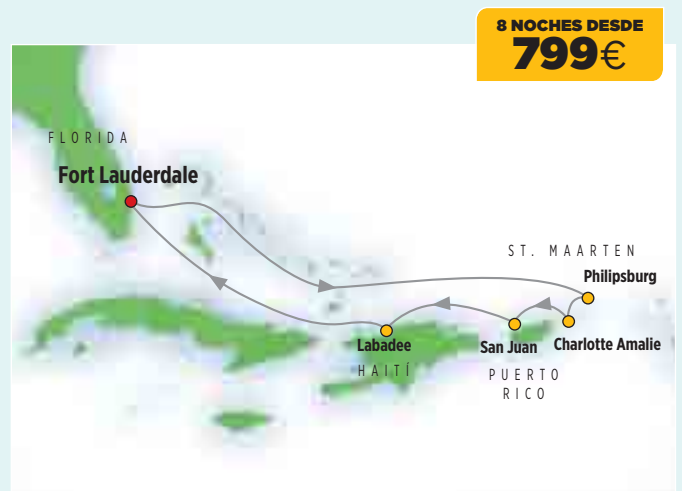 8 NOCHES DESDE
799€
FLORIDA
Fort Lauderdale
ST. MAARTEN
Philipsburg
Labadee
HAITÍ
San Juan
PUERTO
RICO
Charlotte Amalie